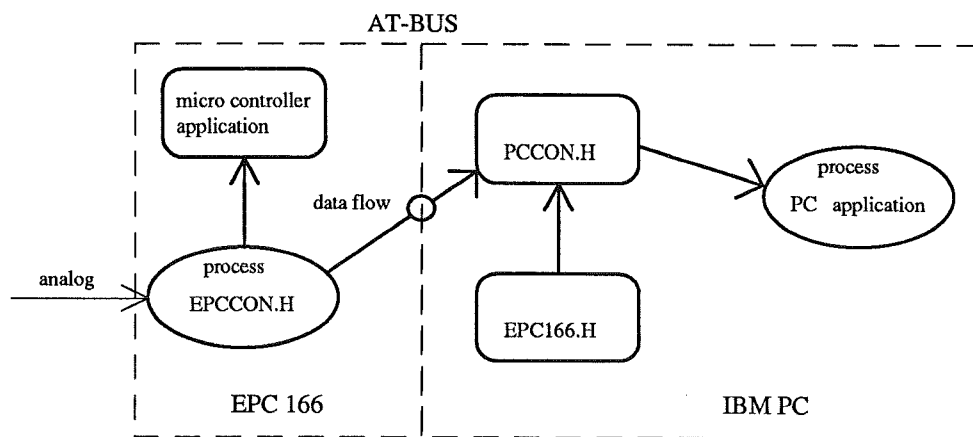 AT-BUS
micro controller
application
PCCON.H
process
PC application
data flow
process
EPCCON.H
analog
EPC166.H
EPC 166
IBM PC